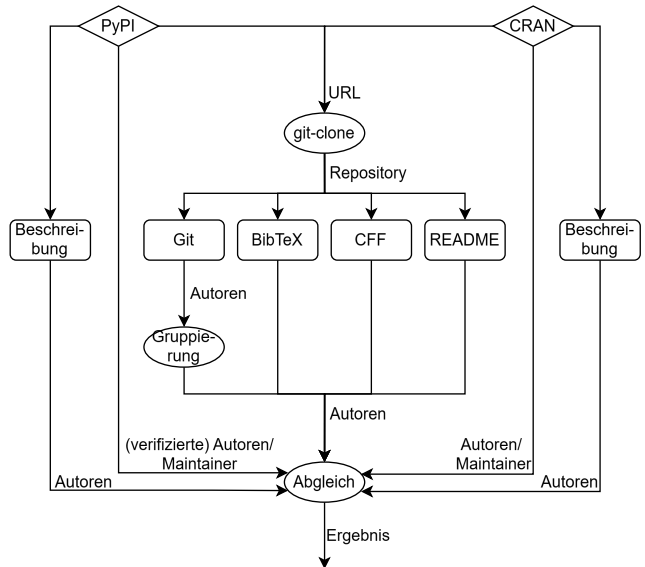 PyPI
CRAN
URL
git-clone
Repository
Beschrei-
bung
Git
BibTeX
CFF
README
Beschrei-
bung
Autoren
Gruppie-
rung
Autoren
(verifizierte) Autoren/
Maintainer
Autoren/
Maintainer
Autoren
Abgleich
Autoren
Ergebnis